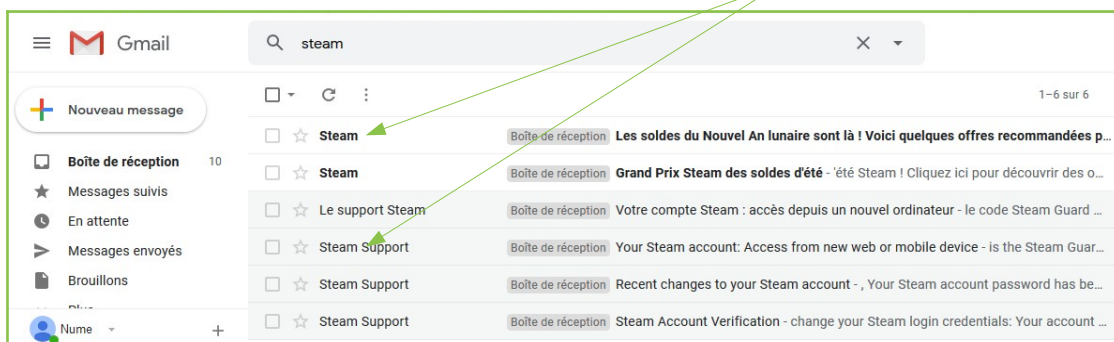 Gmail
steam
Nouveau message
1–6 sur 6
Boîte de réception 10
Messages suivis
En attente
Messages envoyés
Brouillons
Nume
Steam Boîte de réception Les soldes du Nouvel An lunaire sont là ! Voici quelques offres recommandées p...
Steam Boîte de réception Grand Prix Steam des soldes d'été - 'été Steam ! Cliquez ici pour découvrir des o...
Le support Steam Boîte de réception Votre compte Steam : accès depuis un nouvel ordinateur - le code Steam Guard ...
Steam Support Boîte de réception Your Steam account: Access from new web or mobile device - is the Steam Guar...
Steam Support Boîte de réception Recent changes to your Steam account - , Your Steam account password has be...
Steam Support Boîte de réception Steam Account Verification - change your Steam login credentials: Your account ...